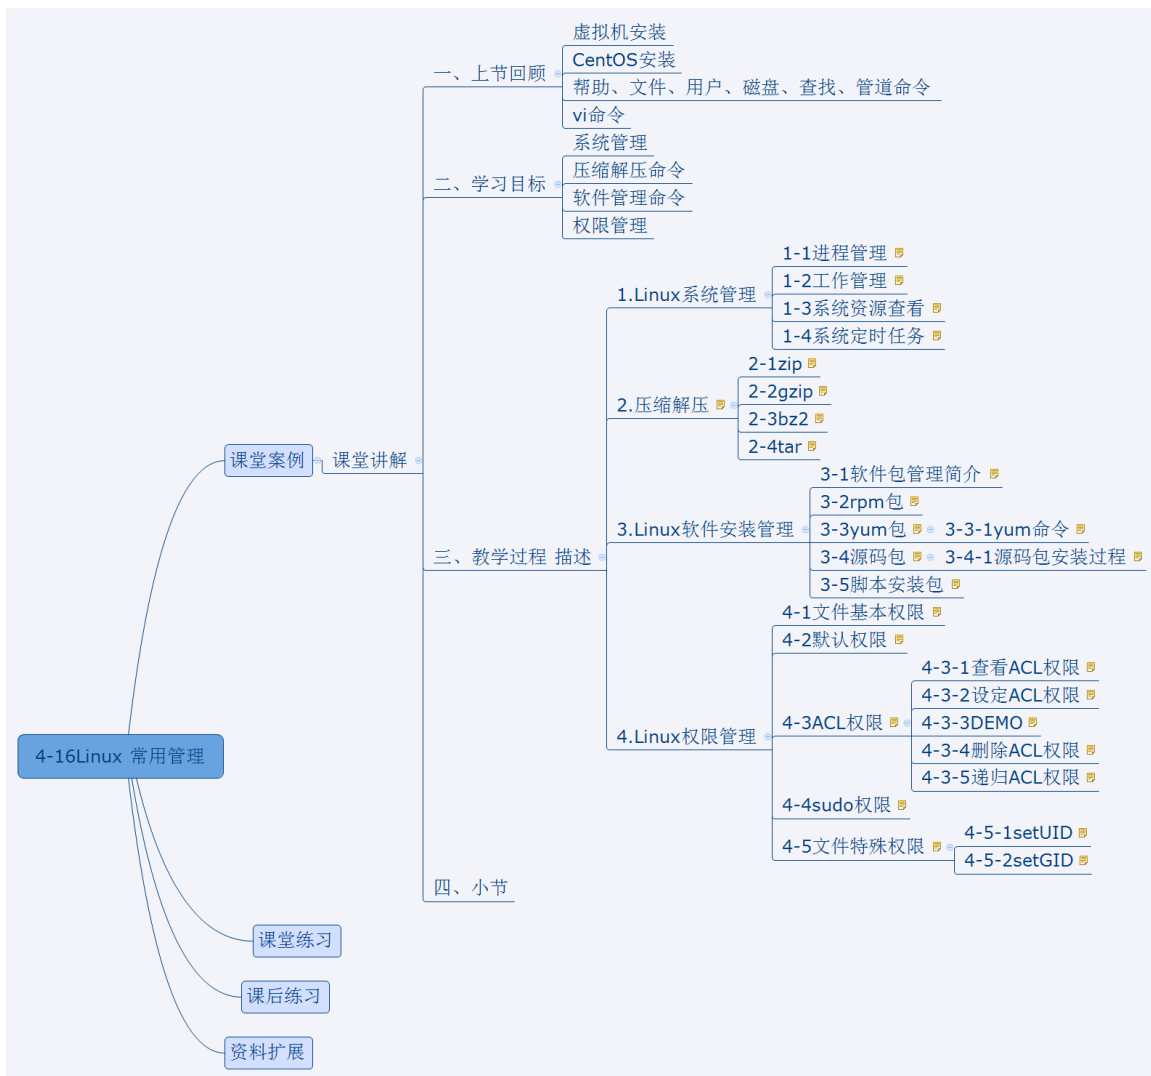 4-16Linux 常用管理
课堂案例
课堂讲解
一、上节回顾
虚拟机安装
CentOS安装
帮助、文件、用户、磁盘、查找、管道命令
vi命令
二、学习目标
系统管理
压缩解压命令
软件管理命令
权限管理
三、教学过程 描述
1.Linux系统管理
1-1进程管理
1-2工作管理
1-3系统资源查看
1-4系统定时任务
2.压缩解压
2-1zip
2-2gzip
2-3bz2
2-4tar
3.Linux软件安装管理
3-1软件包管理简介
3-2rpm包
3-3yum包
3-3-1yum命令
3-4源码包
3-4-1源码包安装过程
3-5脚本安装包
4.Linux权限管理
4-1文件基本权限
4-2默认权限
4-3ACL权限
4-3-1查看ACL权限
4-3-2设定ACL权限
4-3-3DEMO
4-3-4删除ACL权限
4-3-5递归ACL权限
4-4sudo权限
4-5文件特殊权限
4-5-1setUID
4-5-2setGID
四、小节
课堂练习
课后练习
资料扩展